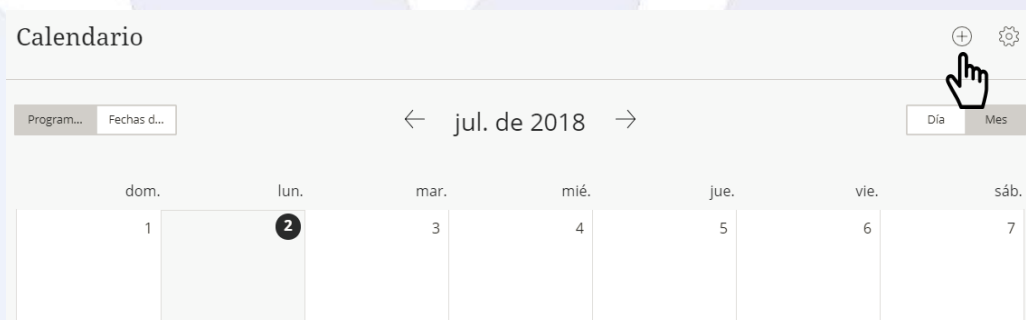 Calendario
Program... Fechas d... jul. de 2018 Día Mes
dom. lun. mar. mié. jue. vie. sáb.
1 2 3 4 5 6 7